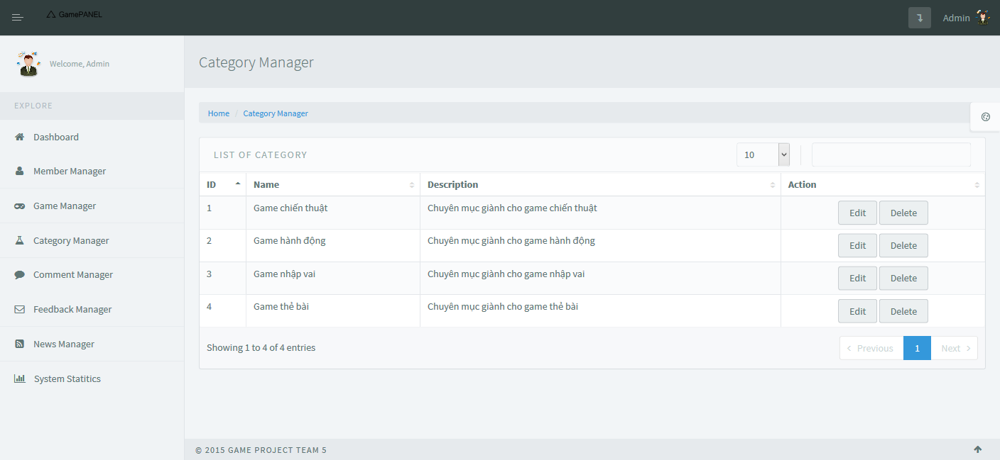 GamePANEL
Admin
Welcome, Admin
EXPLORE
Dashboard
Member Manager
Game Manager
Category Manager
Comment Manager
Feedback Manager
News Manager
System Statitics
Category Manager
Home / Category Manager
LIST OF CATEGORY 10
ID Name Description Action
1 Game chiến thuật Chuyên mục giành cho game chiến thuật Edit Delete
2 Game hành động Chuyên mục giành cho game hành động Edit Delete
3 Game nhập vai Chuyên mục giành cho game nhập vai Edit Delete
4 Game thẻ bài Chuyên mục giành cho game thẻ bài Edit Delete
Showing 1 to 4 of 4 entries Previous 1 Next
© 2015 GAME PROJECT TEAM 5